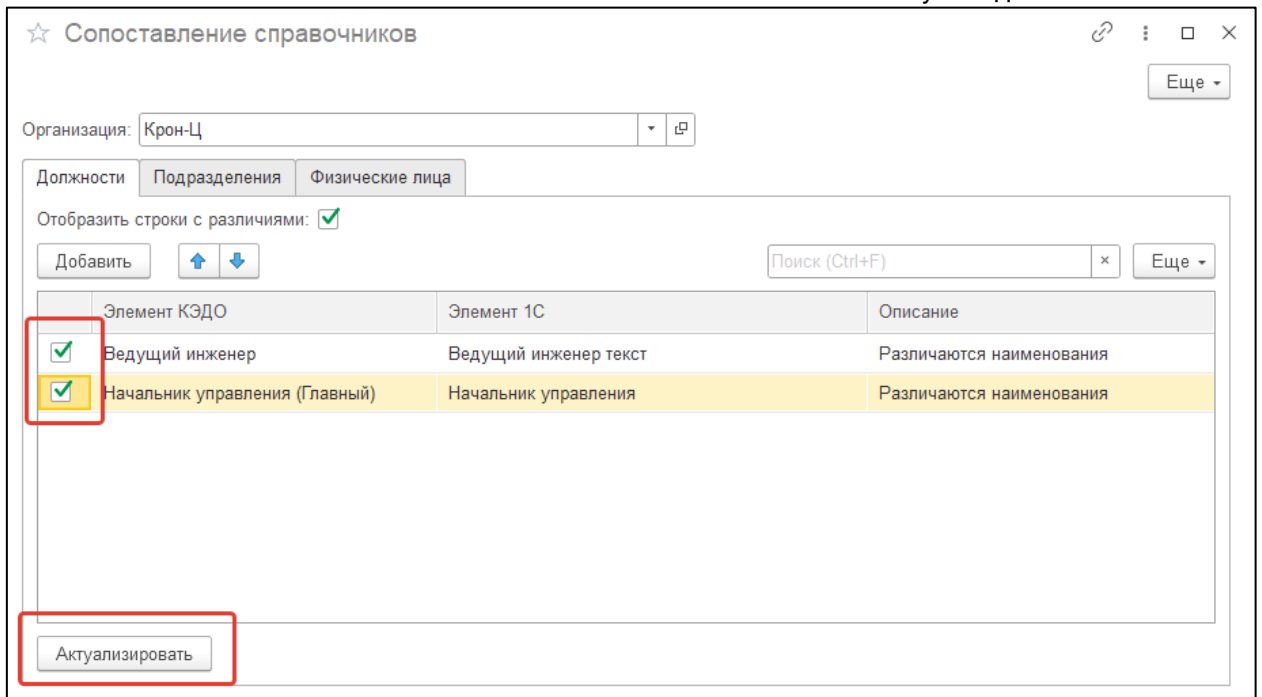 Сопоставление справочников
Еще
Организация: Крон-Ц
Должности Подразделения Физические лица
Отобразить строки с различиями:
Добавить Поиск (Ctrl+F) × Еще
Элемент КЭДО Элемент 1С Описание
Ведущий инженер Ведущий инженер текст Различаются наименования
Начальник управления (Главный) Начальник управления Различаются наименования
Актуализировать